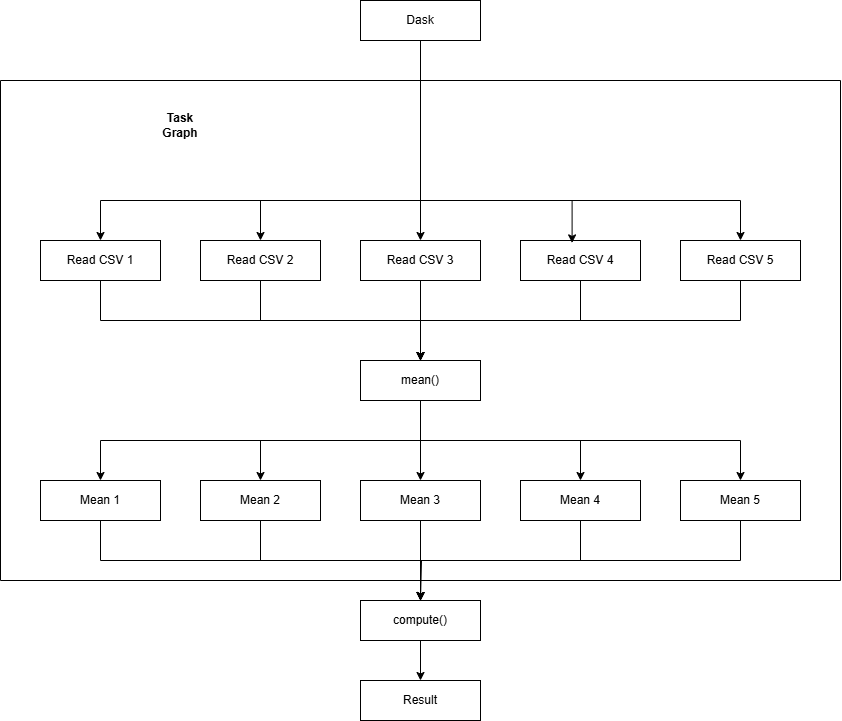 Dask
Task
Graph
Read CSV 1
Read CSV 2
Read CSV 3
Read CSV 4
Read CSV 5
mean()
Mean 1
Mean 2
Mean 3
Mean 4
Mean 5
compute()
Result